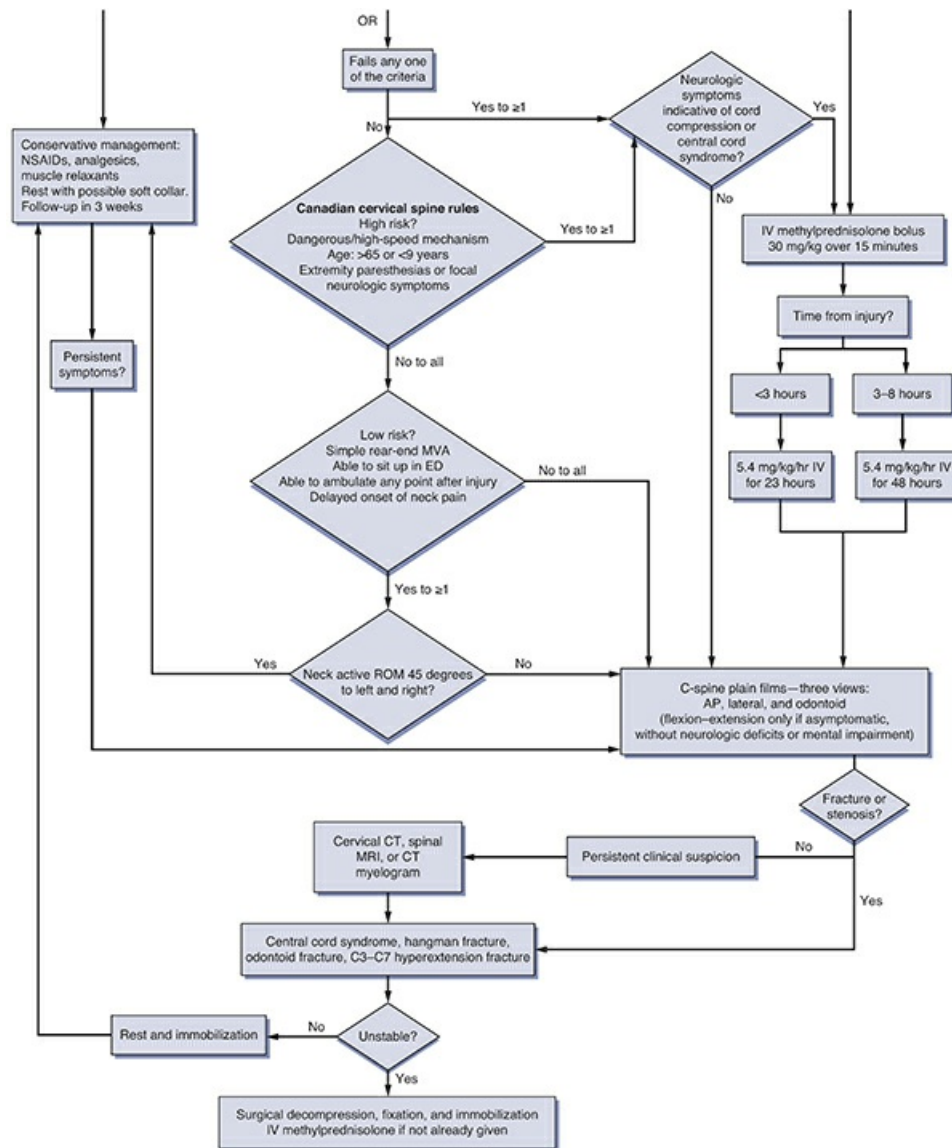 OR
Fails any one
of the criteria
Yes to ≥1
No
Neurologic
symptoms
indicative of cord
compression or
central cord
syndrome?
Yes
No
Conservative management:
NSAIDs, analgesics,
muscle relaxants
Rest with possible soft collar.
Follow-up in 3 weeks
Canadian cervical spine rules
High risk?
Dangerous/high-speed mechanism
Age: >65 or <9 years
Extremity paresthesias or focal
neurologic symptoms
Yes to ≥1
No to all
IV methylprednisolone bolus
30 mg/kg over 15 minutes
Time from injury?
<3 hours
3–8 hours
5.4 mg/kg/hr IV
for 23 hours
5.4 mg/kg/hr IV
for 48 hours
Persistent
symptoms?
Low risk?
Simple rear-end MVA
Able to sit up in ED
Able to ambulate any point after injury
Delayed onset of neck pain
No to all
Yes to ≥1
Neck active ROM 45 degrees
to left and right?
Yes
No
C-spine plain films—three views:
AP, lateral, and odontoid
(flexion–extension only if asymptomatic,
without neurologic deficits or mental impairment)
Fracture or
stenosis?
No
Yes
Persistent clinical suspicion
Cervical CT, spinal
MRI, or CT
myelogram
Central cord syndrome, hangman fracture,
odontoid fracture, C3–C7 hyperextension fracture
Unstable?
No
Rest and immobilization
Yes
Surgical decompression, fixation, and immobilization
IV methylprednisolone if not already given